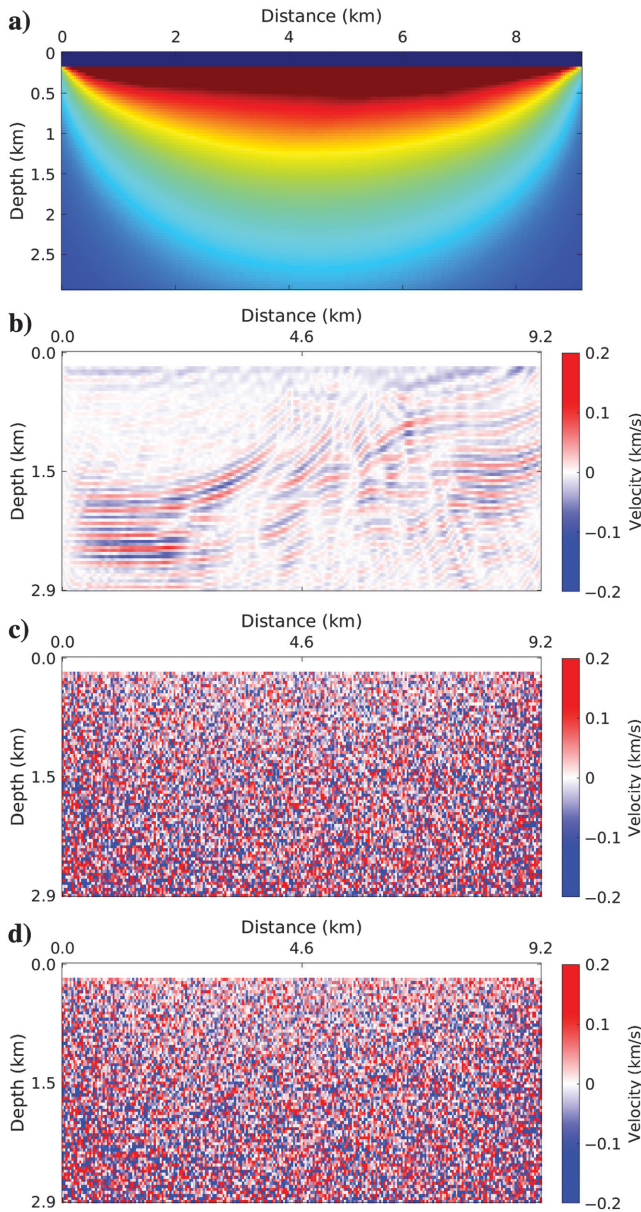 a)
Distance (km)
0 2 4 6 8
0
0.5
1
1.5
2
2.5
Depth (km)
b)
Distance (km)
0.0 4.6 9.2
0.0
1.5
2.9
Depth (km)
0.2
0.1
0
−0.1
−0.2
Velocity (km/s)
c)
Distance (km)
0.0 4.6 9.2
0.0
1.5
2.9
Depth (km)
0.2
0.1
0
−0.1
−0.2
Velocity (km/s)
d)
Distance (km)
0.0 4.6 9.2
0.0
1.5
2.9
Depth (km)
0.2
0.1
0
−0.1
−0.2
Velocity (km/s)